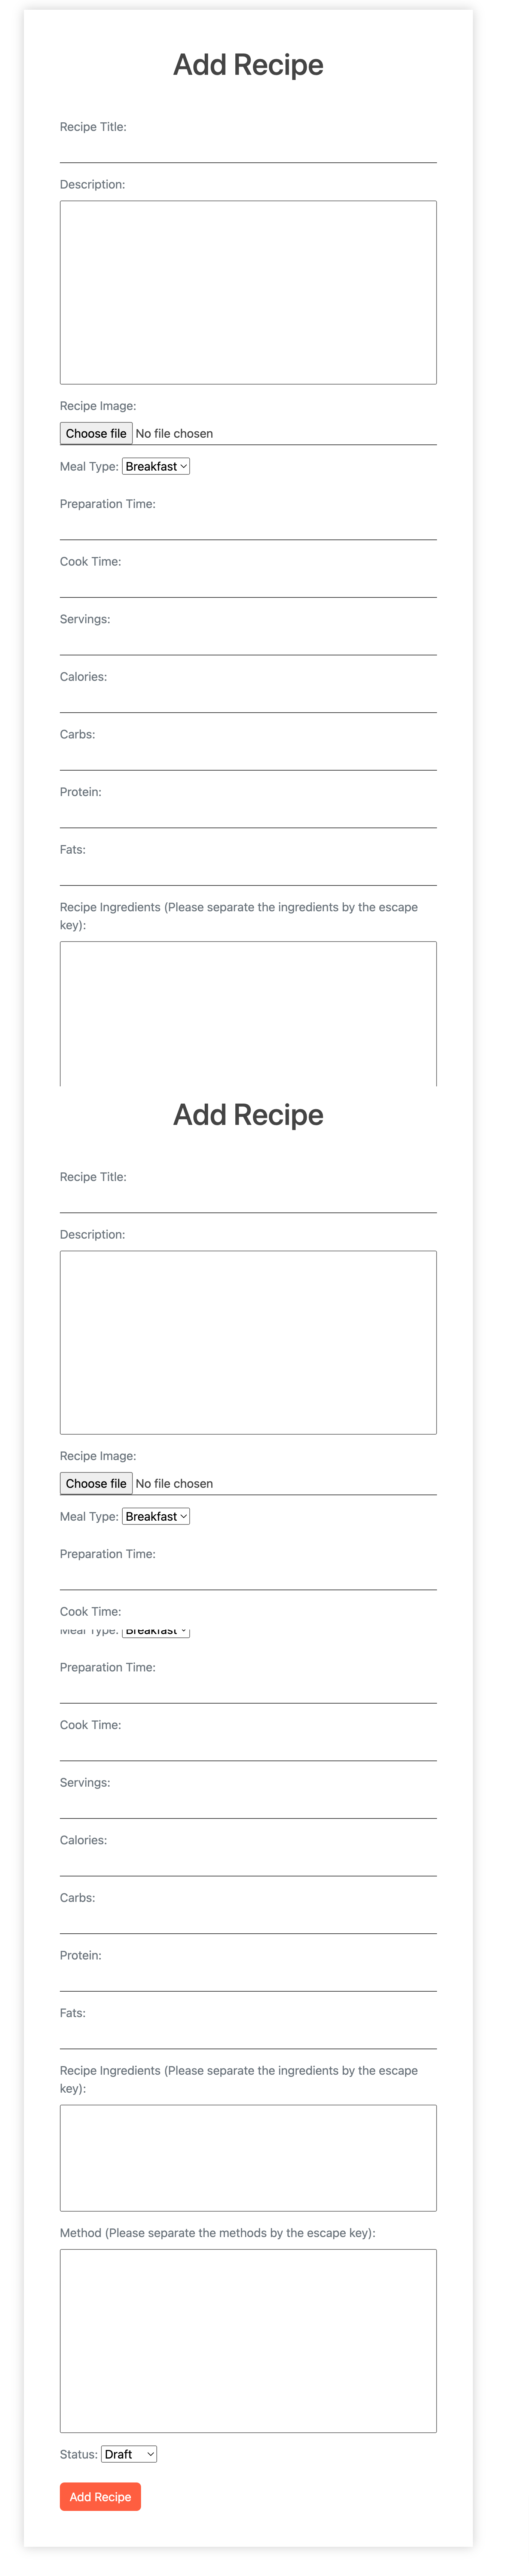 Add Recipe
Recipe Title:
Description:
Recipe Image:
Choose file No file chosen
Meal Type: Breakfast
Preparation Time:
Cook Time:
Servings:
Calories:
Carbs:
Protein:
Fats:
Recipe Ingredients (Please separate the ingredients by the escape
key):
Add Recipe
Recipe Title:
Description:
Recipe Image:
Choose file No file chosen
Meal Type: Breakfast
Preparation Time:
Cook Time:
Meal Type: Breakfast
Preparation Time:
Cook Time:
Servings:
Calories:
Carbs:
Protein:
Fats:
Recipe Ingredients (Please separate the ingredients by the escape
key):
Method (Please separate the methods by the escape key):
Status: Draft
Add Recipe